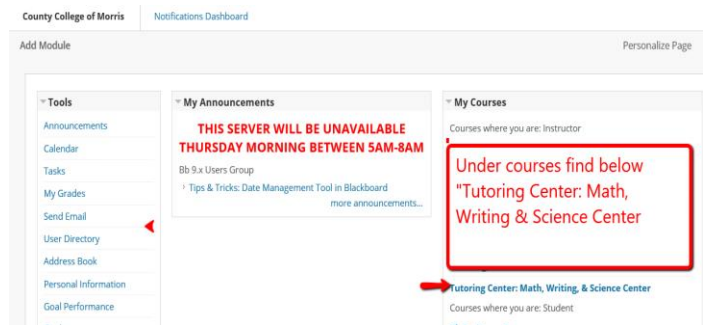 County College of Morris
Notifications Dashboard
Add Module
Personalize Page
Tools
Announcements
Calendar
Tasks
My Grades
Send Email
User Directory
Address Book
Personal Information
Goal Performance
My Announcements
THIS SERVER WILL BE UNAVAILABLE
THURSDAY MORNING BETWEEN 5AM-8AM
Bb 9.x Users Group
Tips & Tricks: Date Management Tool in Blackboard
more announcements...
My Courses
Courses where you are: Instructor
Under courses find below
"Tutoring Center: Math,
Writing & Science Center
Tutoring Center: Math, Writing, & Science Center
Courses where you are: Student